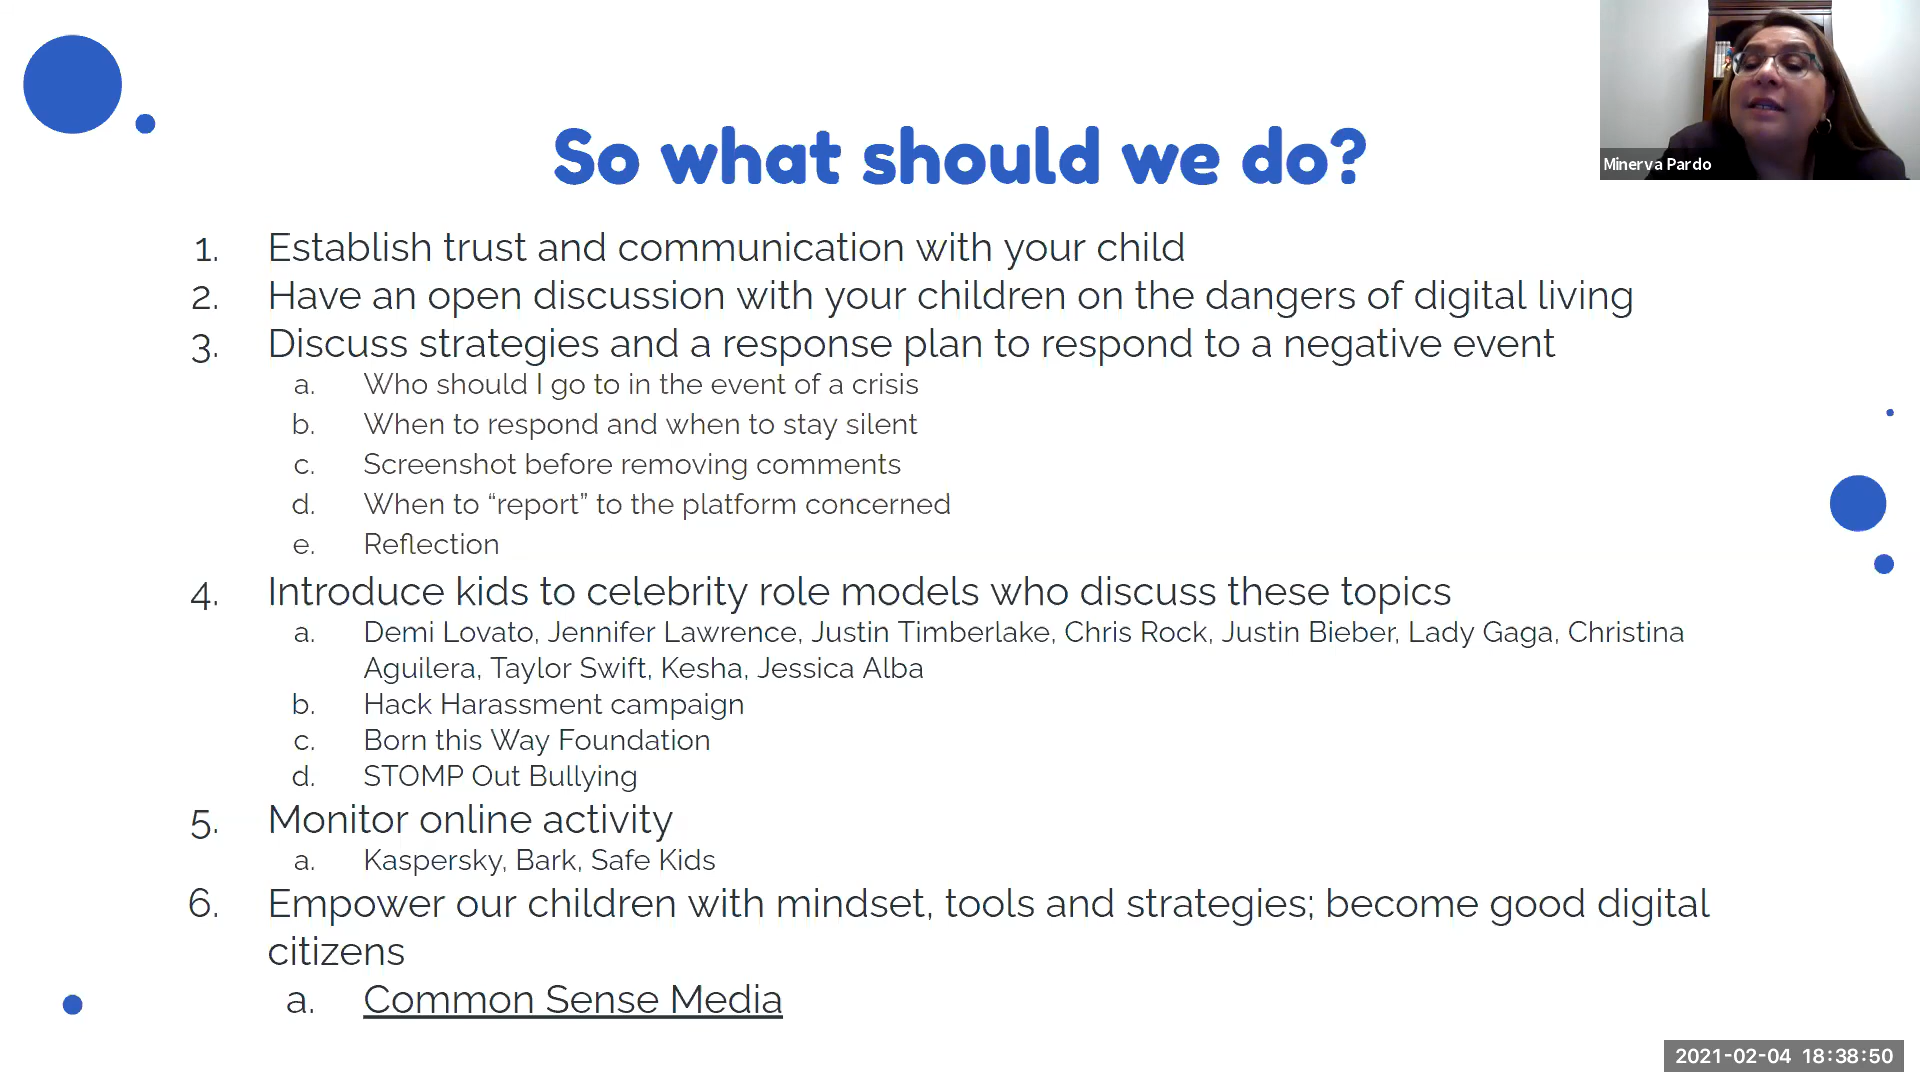 Minerva Pardo
So what should we do?
1. Establish trust and communication with your child
2. Have an open discussion with your children on the dangers of digital living
3. Discuss strategies and a response plan to respond to a negative event
a. Who should I go to in the event of a crisis
b. When to respond and when to stay silent
c. Screenshot before removing comments
d. When to “report” to the platform concerned
e. Reflection
4. Introduce kids to celebrity role models who discuss these topics
a. Demi Lovato, Jennifer Lawrence, Justin Timberlake, Chris Rock, Justin Bieber, Lady Gaga, Christina
Aguilera, Taylor Swift, Kesha, Jessica Alba
b. Hack Harassment campaign
c. Born this Way Foundation
d. STOMP Out Bullying
5. Monitor online activity
a. Kaspersky, Bark, Safe Kids
6. Empower our children with mindset, tools and strategies; become good digital
citizens
a. Common Sense Media
2021-02-04 18:38:50